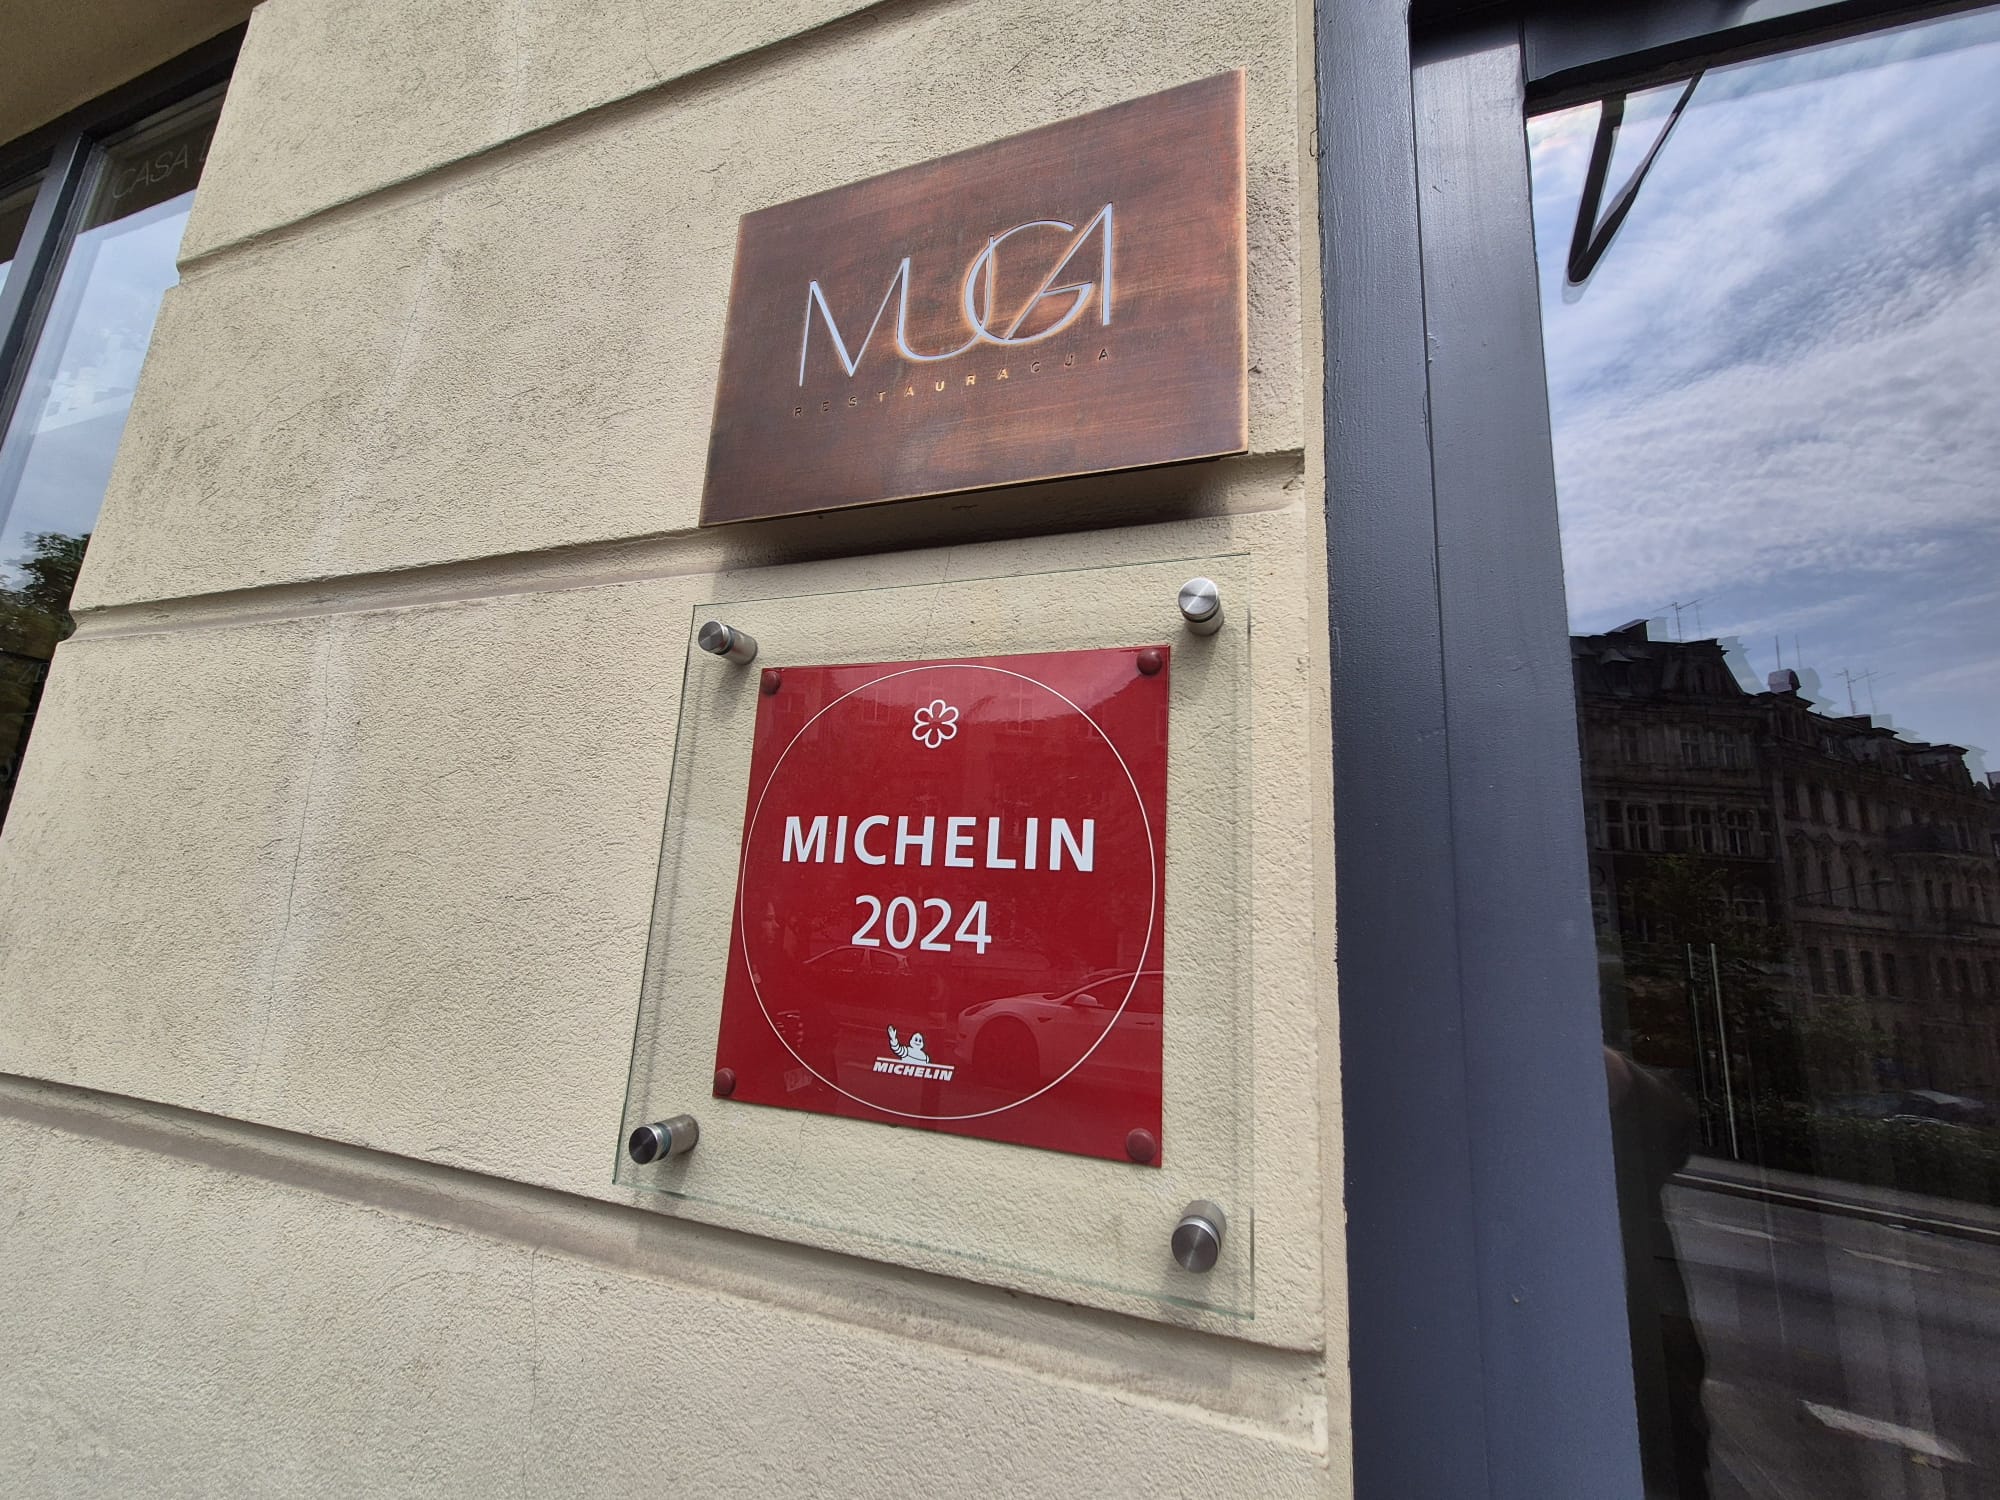 CASA
MUGA
RESTAURACJA
MICHELIN
2024
MICHELIN